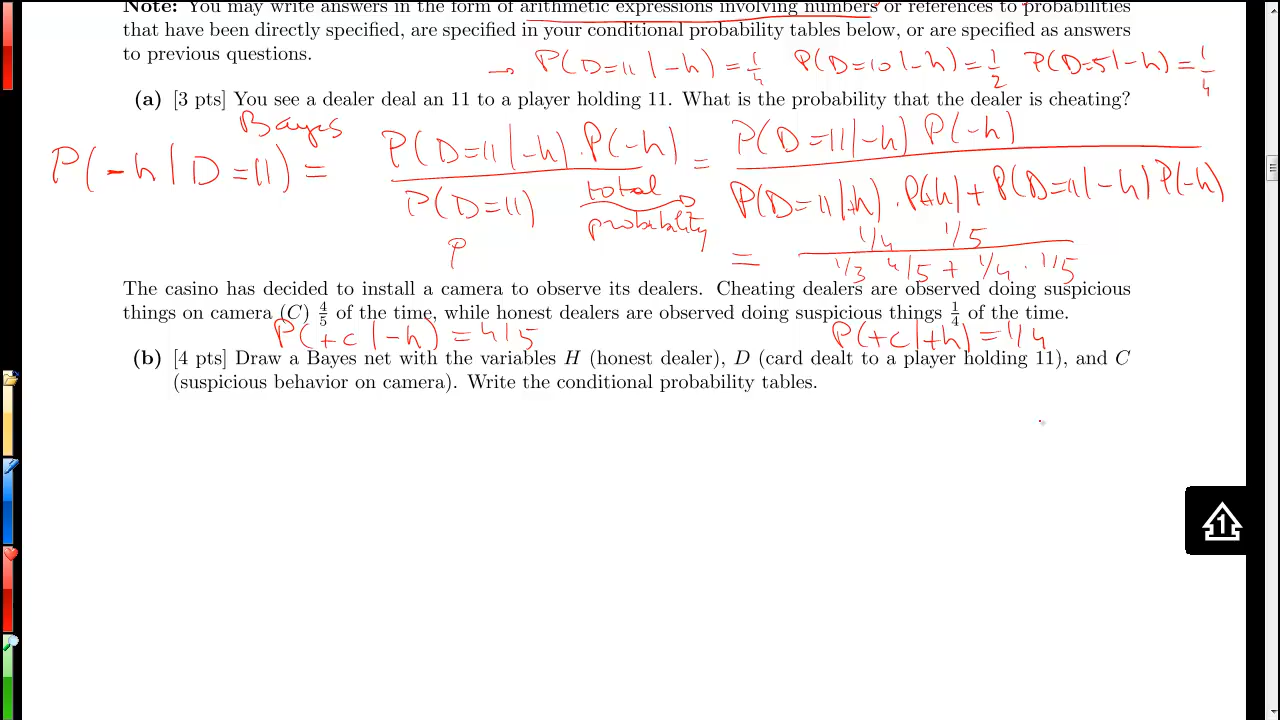 Note: You may write answers in the form of arithmetic expressions involving numbers or references to probabilities
that have been directly specified, are specified in your conditional probability tables below, or are specified as answers
to previous questions.
→ P(D=11|-h) = 1/4 P(D=10|-h) = 1/2 P(D=5|-h) = 1/4
(a) [3 pts] You see a dealer deal an 11 to a player holding 11. What is the probability that the dealer is cheating?
Bayes
P(-h|D=11) = P(D=11|-h)·P(-h) / P(D=11) = P(D=11|-h) P(-h) / P(D=11|+h)·P(+h) + P(D=11|-h) P(-h)
total
probability
P
= 1/4 1/5 / 1/3 4/5 + 1/4 · 1/5
The casino has decided to install a camera to observe its dealers. Cheating dealers are observed doing suspicious
things on camera (C) 4/5 of the time, while honest dealers are observed doing suspicious things 1/4 of the time.
P(+c|-h) = 4/5 P(+c|+h) = 1/4
(b) [4 pts] Draw a Bayes net with the variables H (honest dealer), D (card dealt to a player holding 11), and C
(suspicious behavior on camera). Write the conditional probability tables.
1